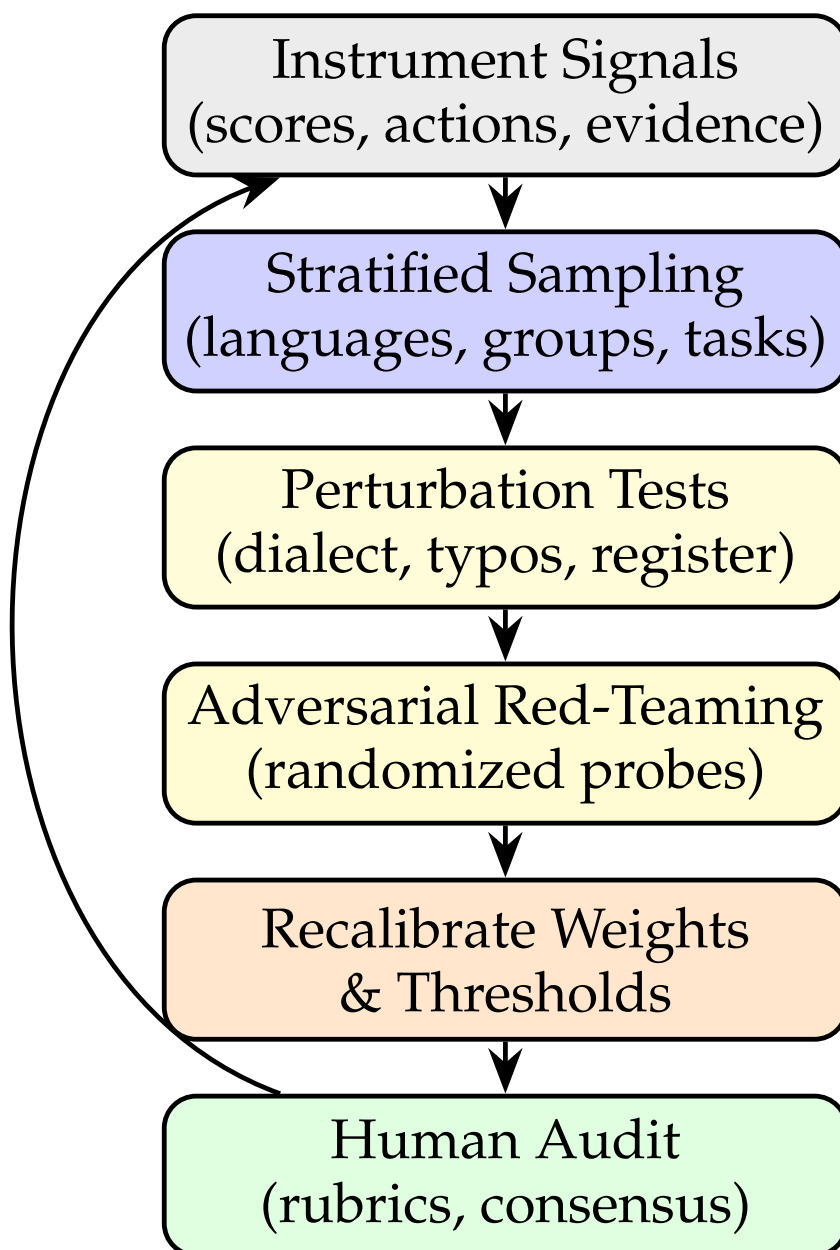 Instrument Signals
(scores, actions, evidence)
Stratified Sampling
(languages, groups, tasks)
Perturbation Tests
(dialect, typos, register)
Adversarial Red-Teaming
(randomized probes)
Recalibrate Weights
& Thresholds
Human Audit
(rubrics, consensus)